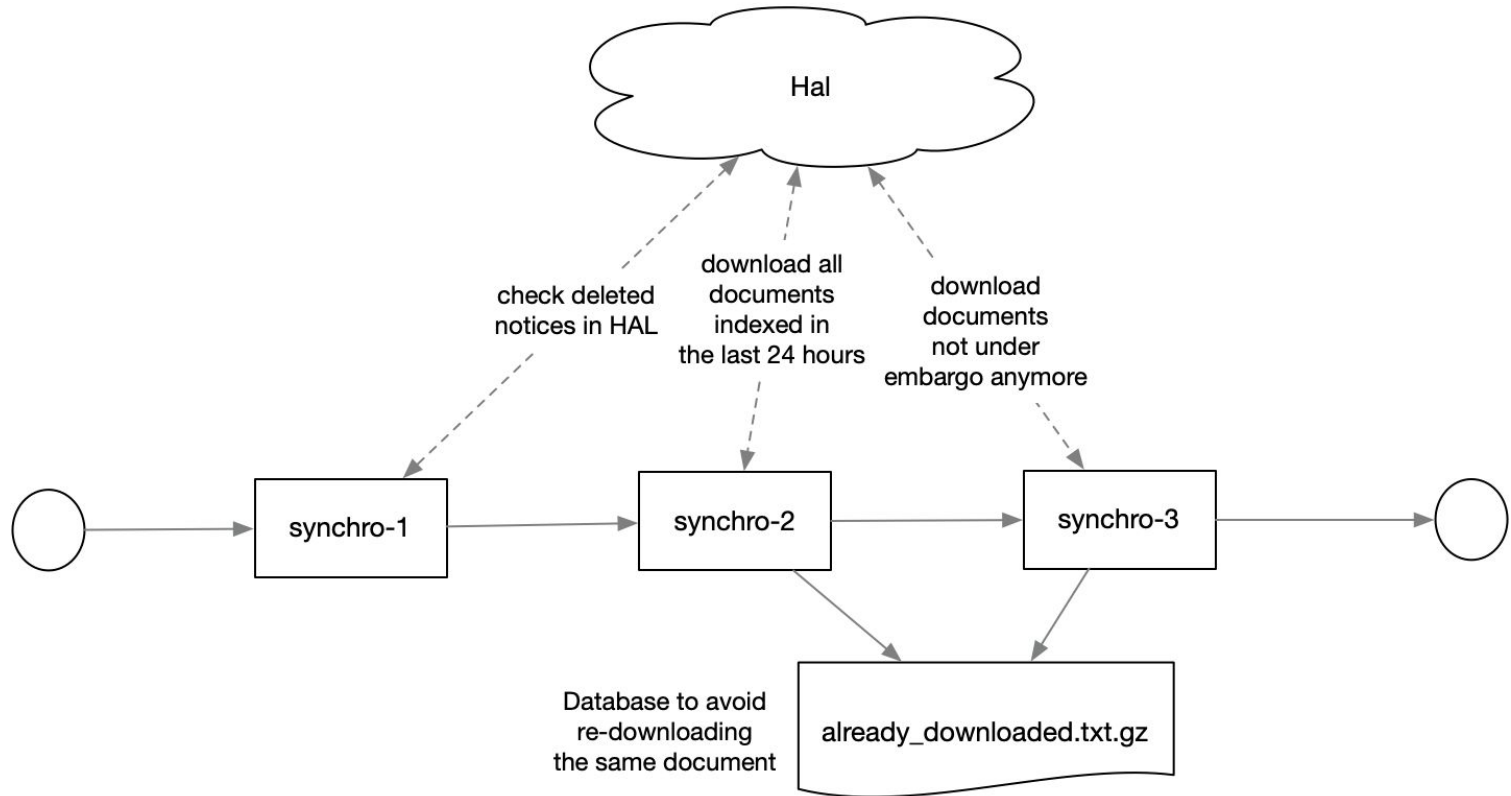 Hal
check deleted
notices in HAL
download all
documents
indexed in
the last 24 hours
download
documents
not under
embargo anymore
synchro-1
synchro-2
synchro-3
Database to avoid
re-downloading
the same document
already_downloaded.txt.gz